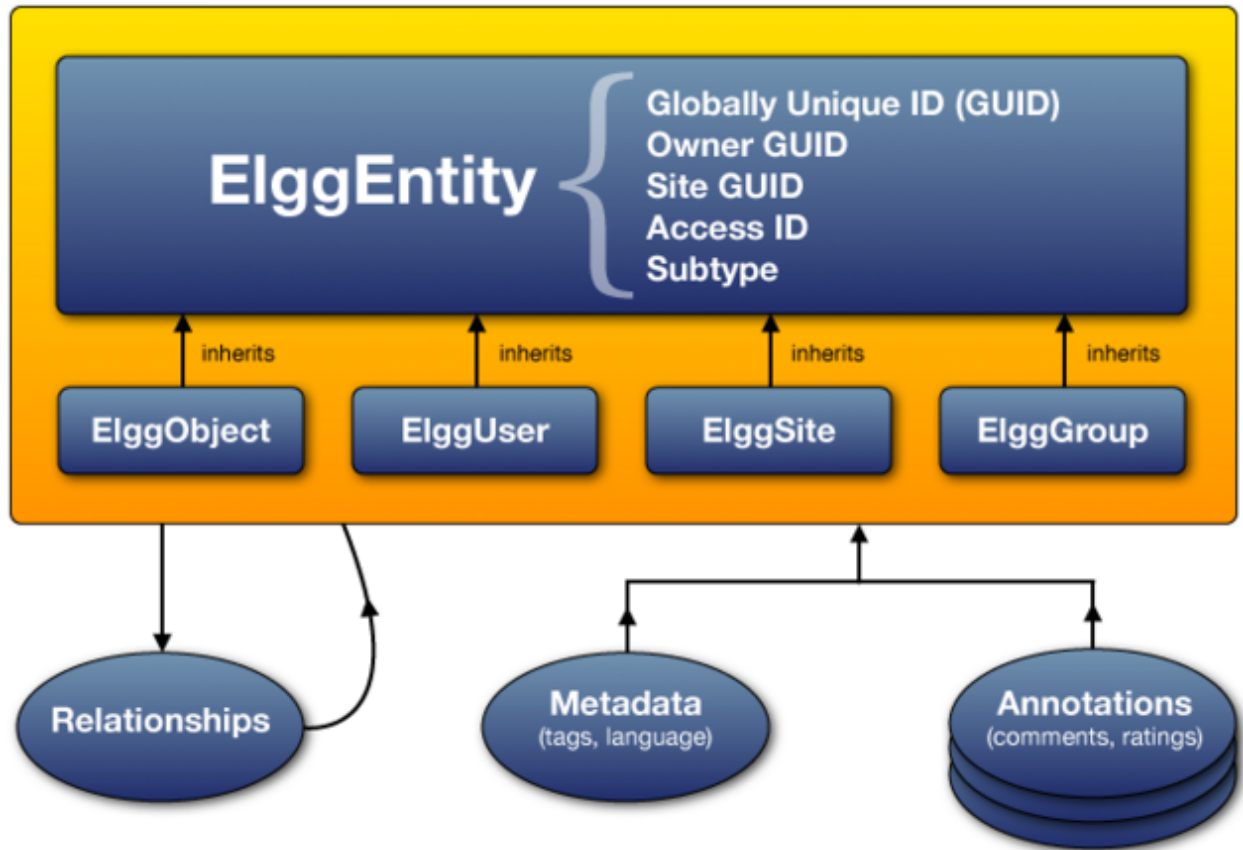 ElggEntity
Globally Unique ID (GUID)
Owner GUID
Site GUID
Access ID
Subtype
inherits
inherits
inherits
inherits
ElggObject
ElggUser
ElggSite
ElggGroup
Relationships
Metadata
(tags, language)
Annotations
(comments, ratings)